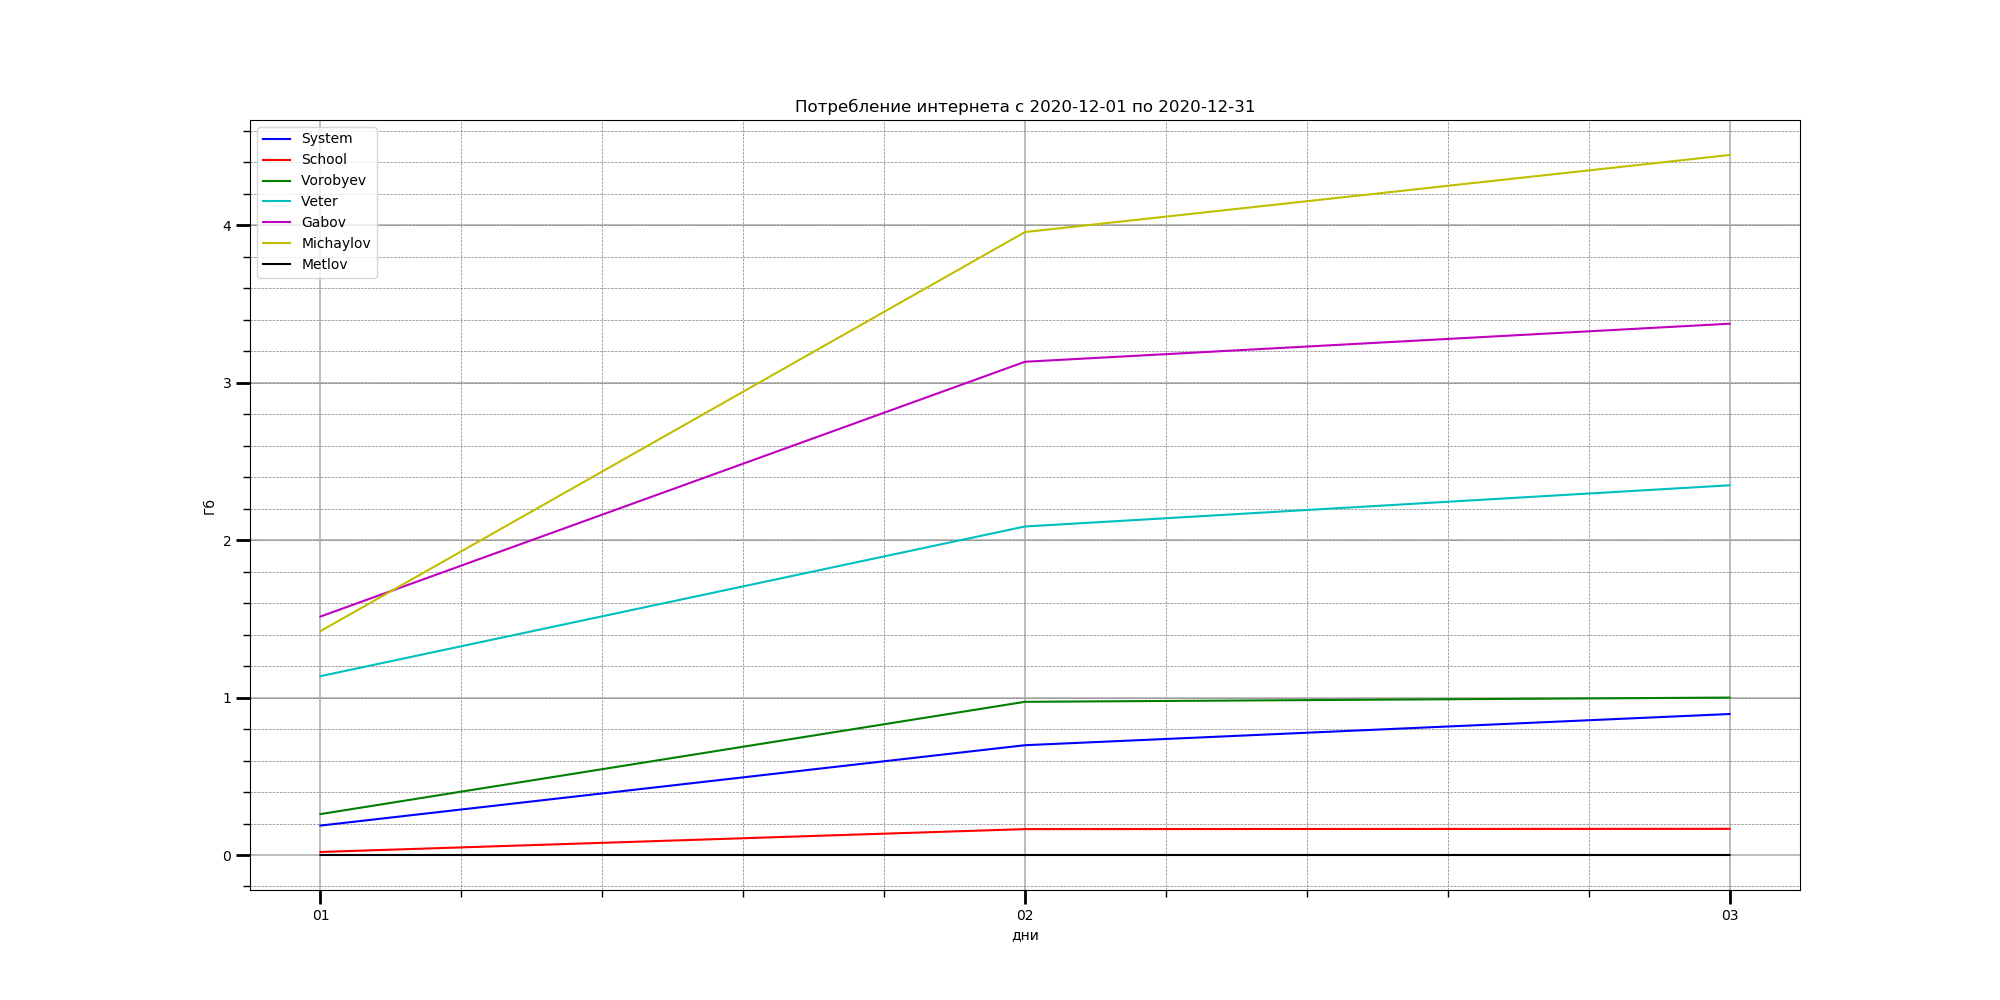 Потребление интернета с 2020-12-01 по 2020-12-31
System
School
Vorobyev
Veter
Gabov
Michaylov
Metlov
4
3
2
1
0
Гб
01
02
03
дни